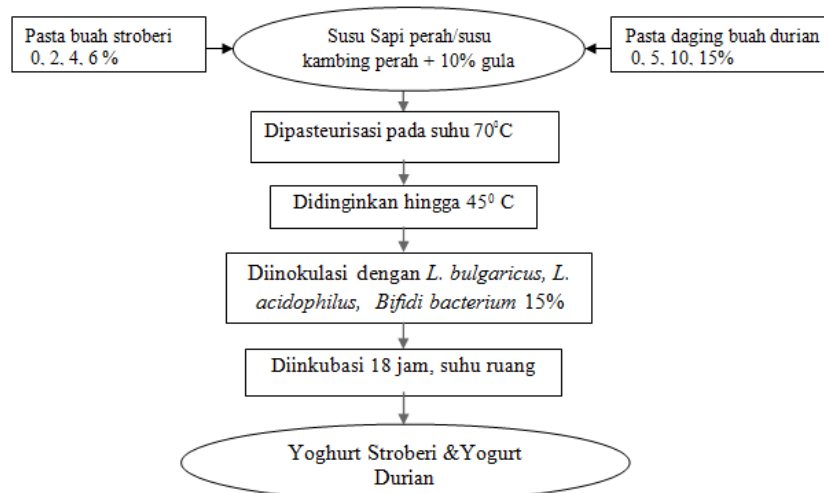 Pasta buah stroberi
0, 2, 4, 6 %
Susu Sapi perah/susu
kambing perah + 10% gula
Pasta daging buah durian
0, 5, 10, 15%
Dipasteurisasi pada suhu 70⁰C
Didinginkan hingga 45⁰ C
Diinokulasi dengan L. bulgaricus, L.
acidophilus, Bifidi bacterium 15%
Diinkubasi 18 jam, suhu ruang
Yoghurt Stroberi &Yogurt
Durian